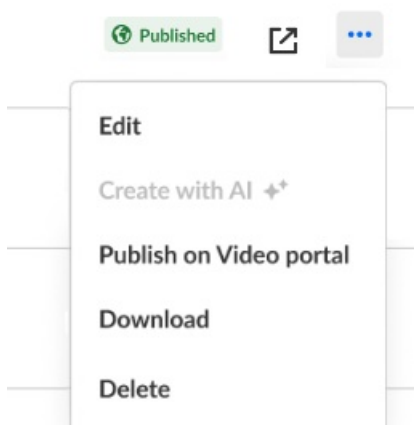 Published
Edit
Create with AI
Publish on Video portal
Download
Delete